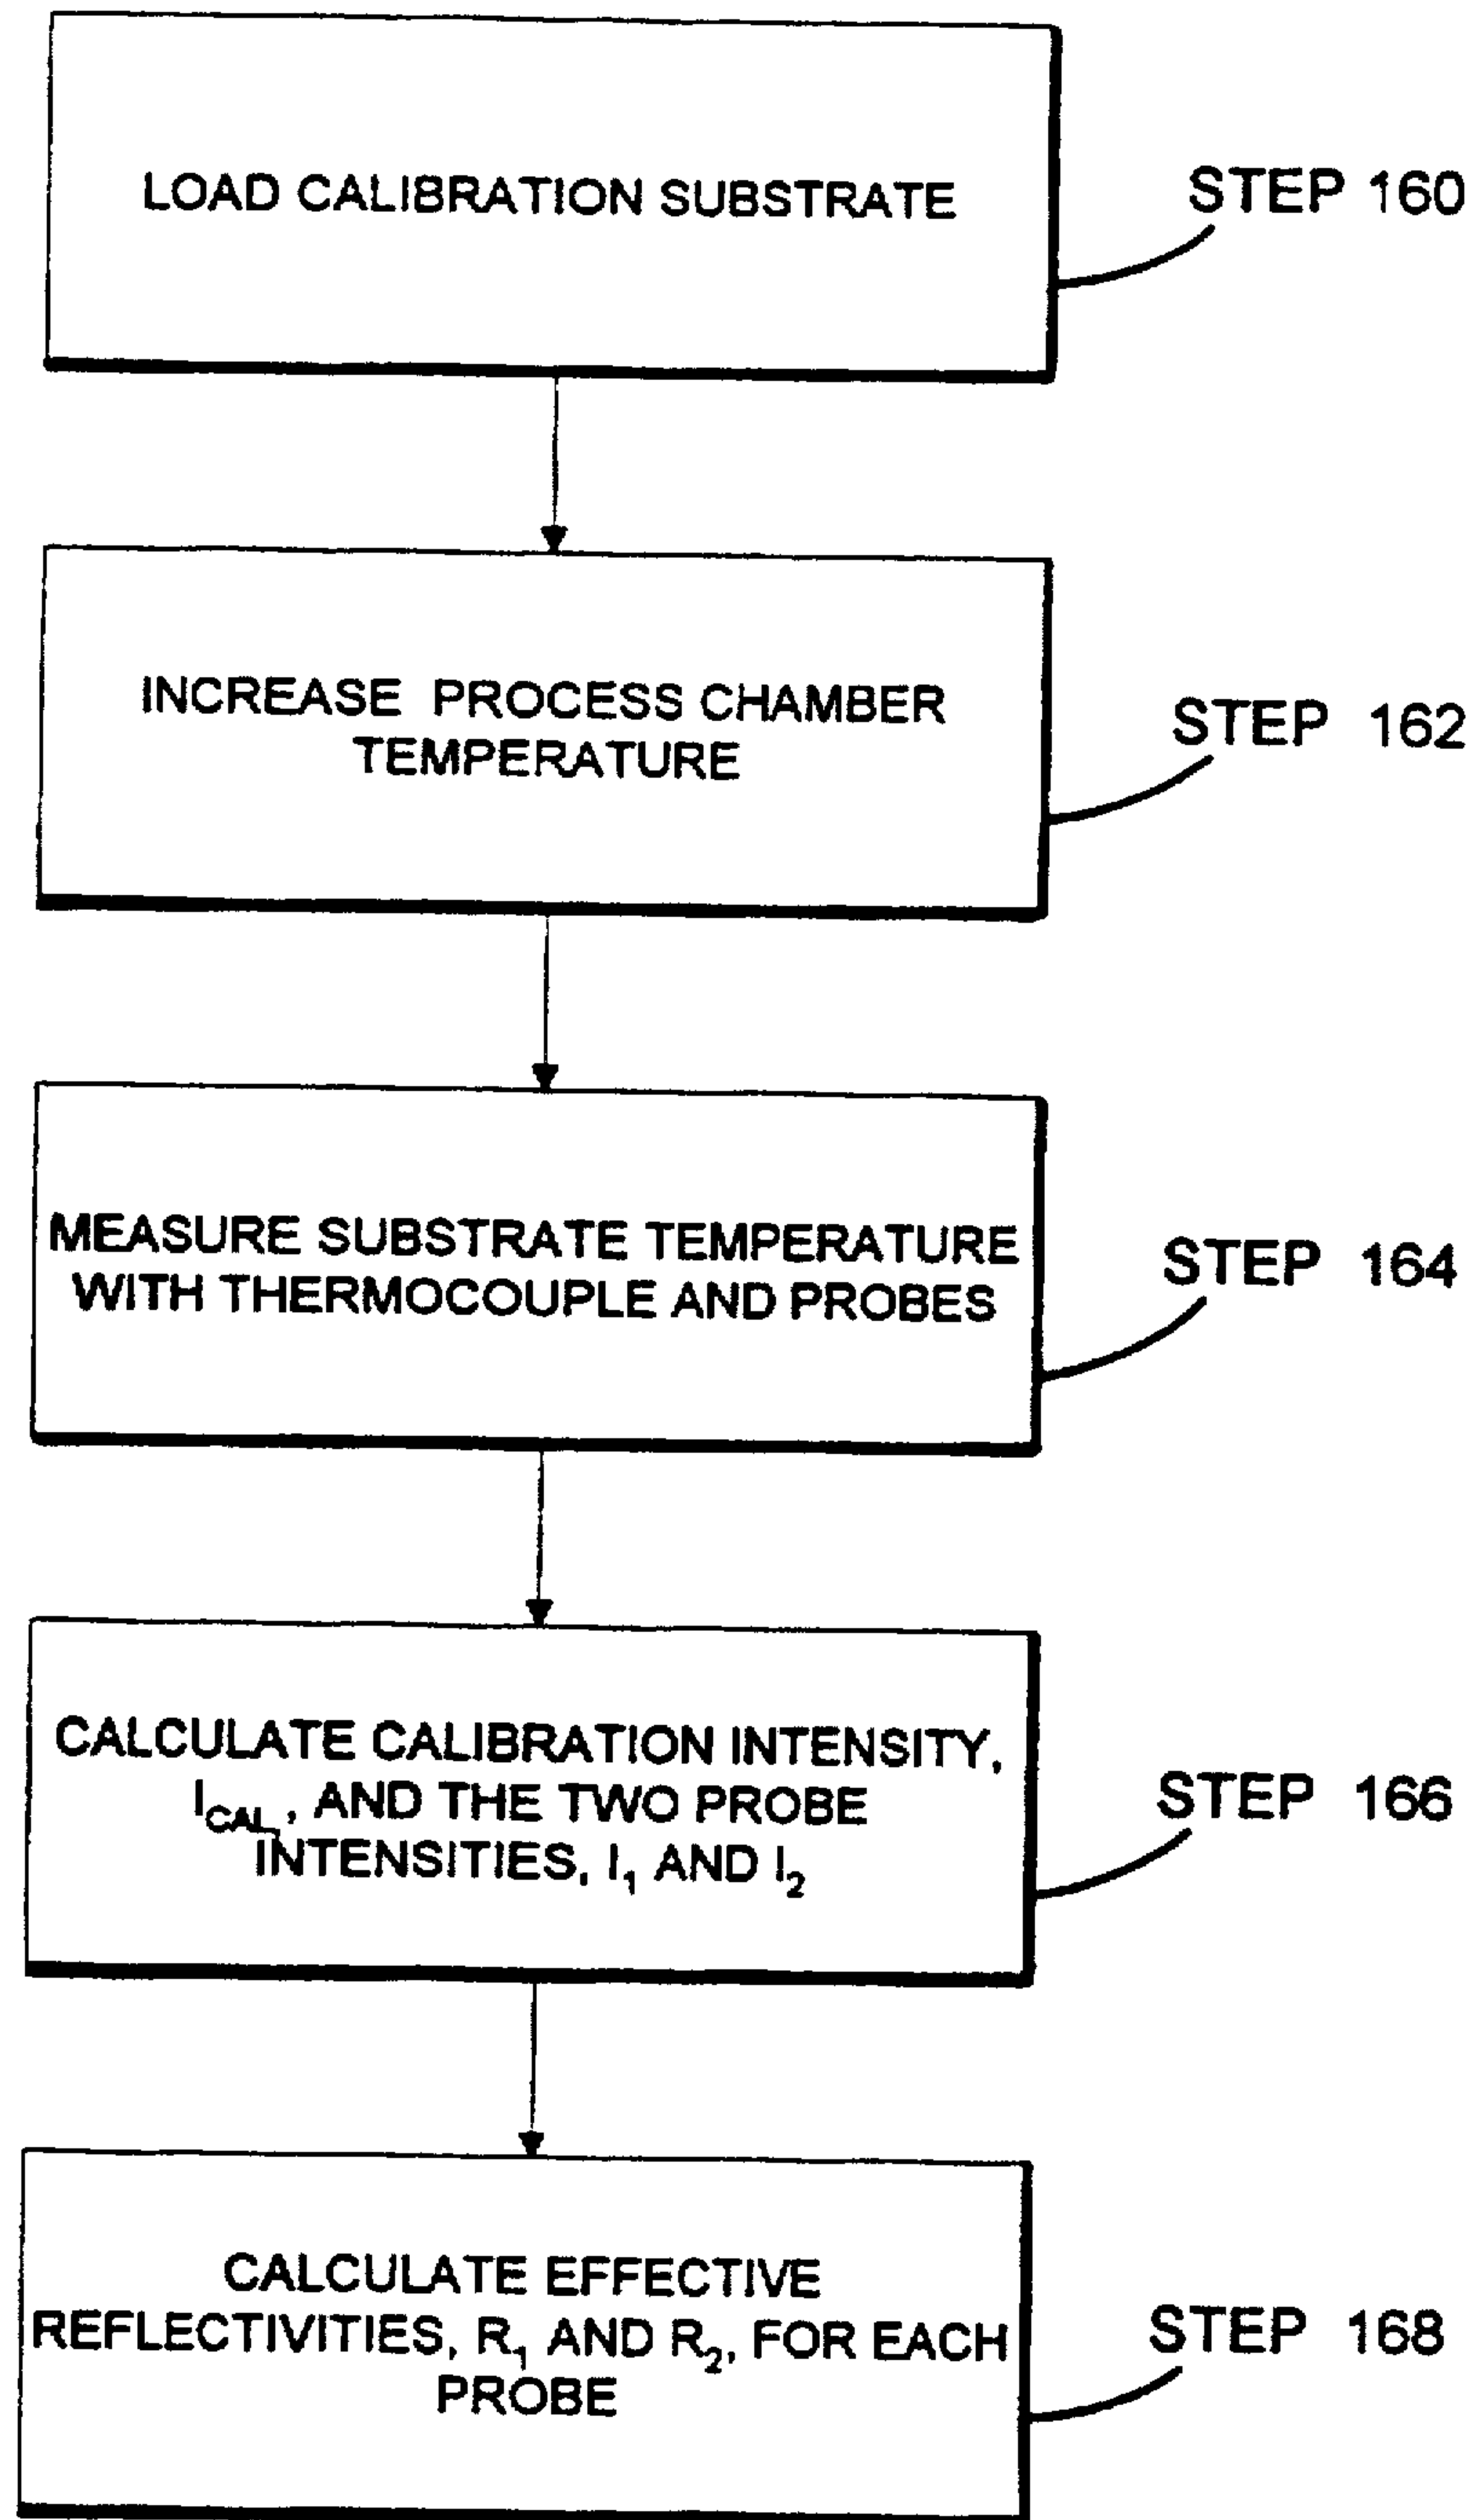 LOAD CALIBRATION SUBSTRATE
STEP 160
INCREASE PROCESS CHAMBER
TEMPERATURE
STEP 162
MEASURE SUBSTRATE TEMPERATURE
WITH THERMOCOUPLE AND PROBES
STEP 164
CALCULATE CALIBRATION INTENSITY,
I_CAL, AND THE TWO PROBE
INTENSITIES, I₁ AND I₂
STEP 166
CALCULATE EFFECTIVE
REFLECTIVITIES, R₁ AND R₂, FOR EACH
PROBE
STEP 168